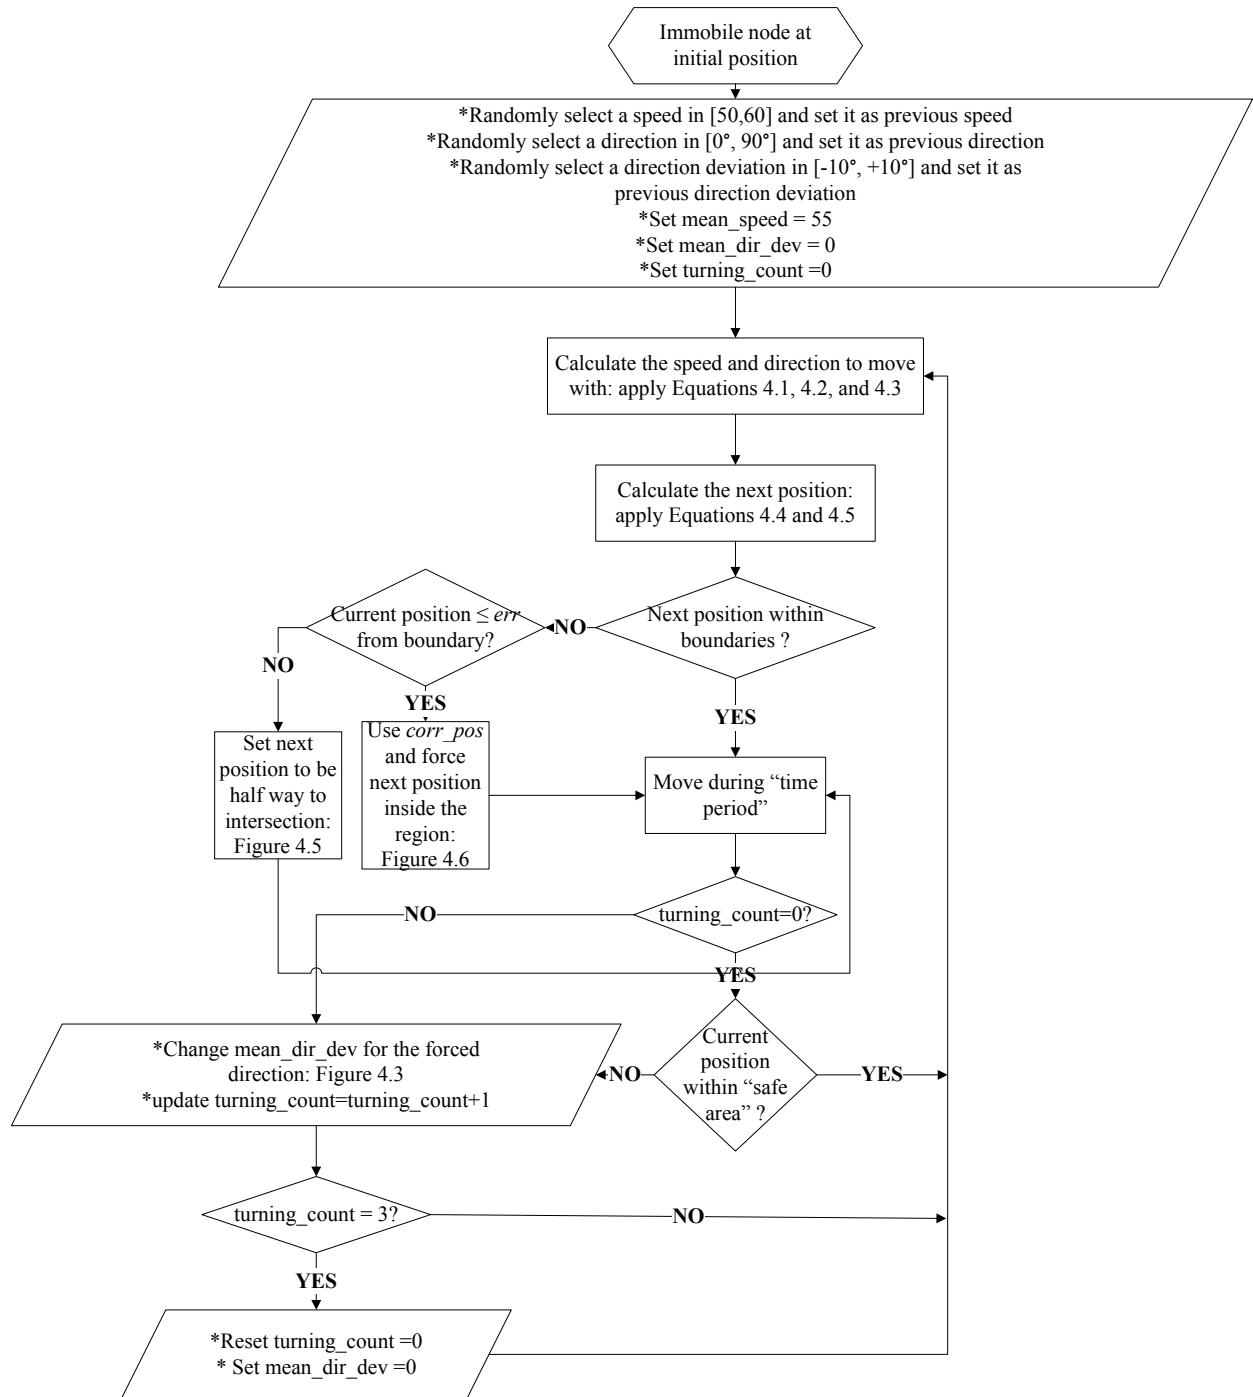 Immobile node at
initial position
*Randomly select a speed in [50,60] and set it as previous speed
*Randomly select a direction in [0°, 90°] and set it as previous direction
*Randomly select a direction deviation in [-10°, +10°] and set it as
previous direction deviation
*Set mean_speed = 55
*Set mean_dir_dev = 0
*Set turning_count =0
Calculate the speed and direction to move
with: apply Equations 4.1, 4.2, and 4.3
Calculate the next position:
apply Equations 4.4 and 4.5
Next position within
boundaries ?
NO
Current position ≤ err
from boundary?
NO
YES
YES
Set next
position to be
half way to
intersection:
Figure 4.5
Use corr_pos
and force
next position
inside the
region:
Figure 4.6
Move during “time
period”
turning_count=0?
NO
YES
Current
position
within “safe
area” ?
NO
YES
*Change mean_dir_dev for the forced
direction: Figure 4.3
*update turning_count=turning_count+1
turning_count = 3?
NO
YES
*Reset turning_count =0
* Set mean_dir_dev =0